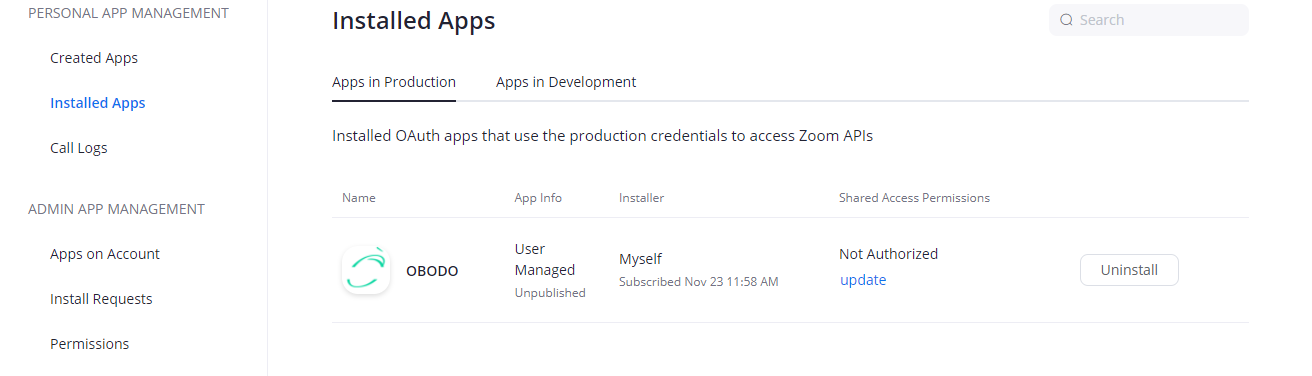 PERSONAL APP MANAGEMENT
Created Apps
Installed Apps
Call Logs
ADMIN APP MANAGEMENT
Apps on Account
Install Requests
Permissions
Installed Apps
Search
Apps in Production
Apps in Development
Installed OAuth apps that use the production credentials to access Zoom APIs
Name
App Info
Installer
Shared Access Permissions
OBODO
User
Managed
Unpublished
Myself
Subscribed Nov 23 11:58 AM
Not Authorized
update
Uninstall